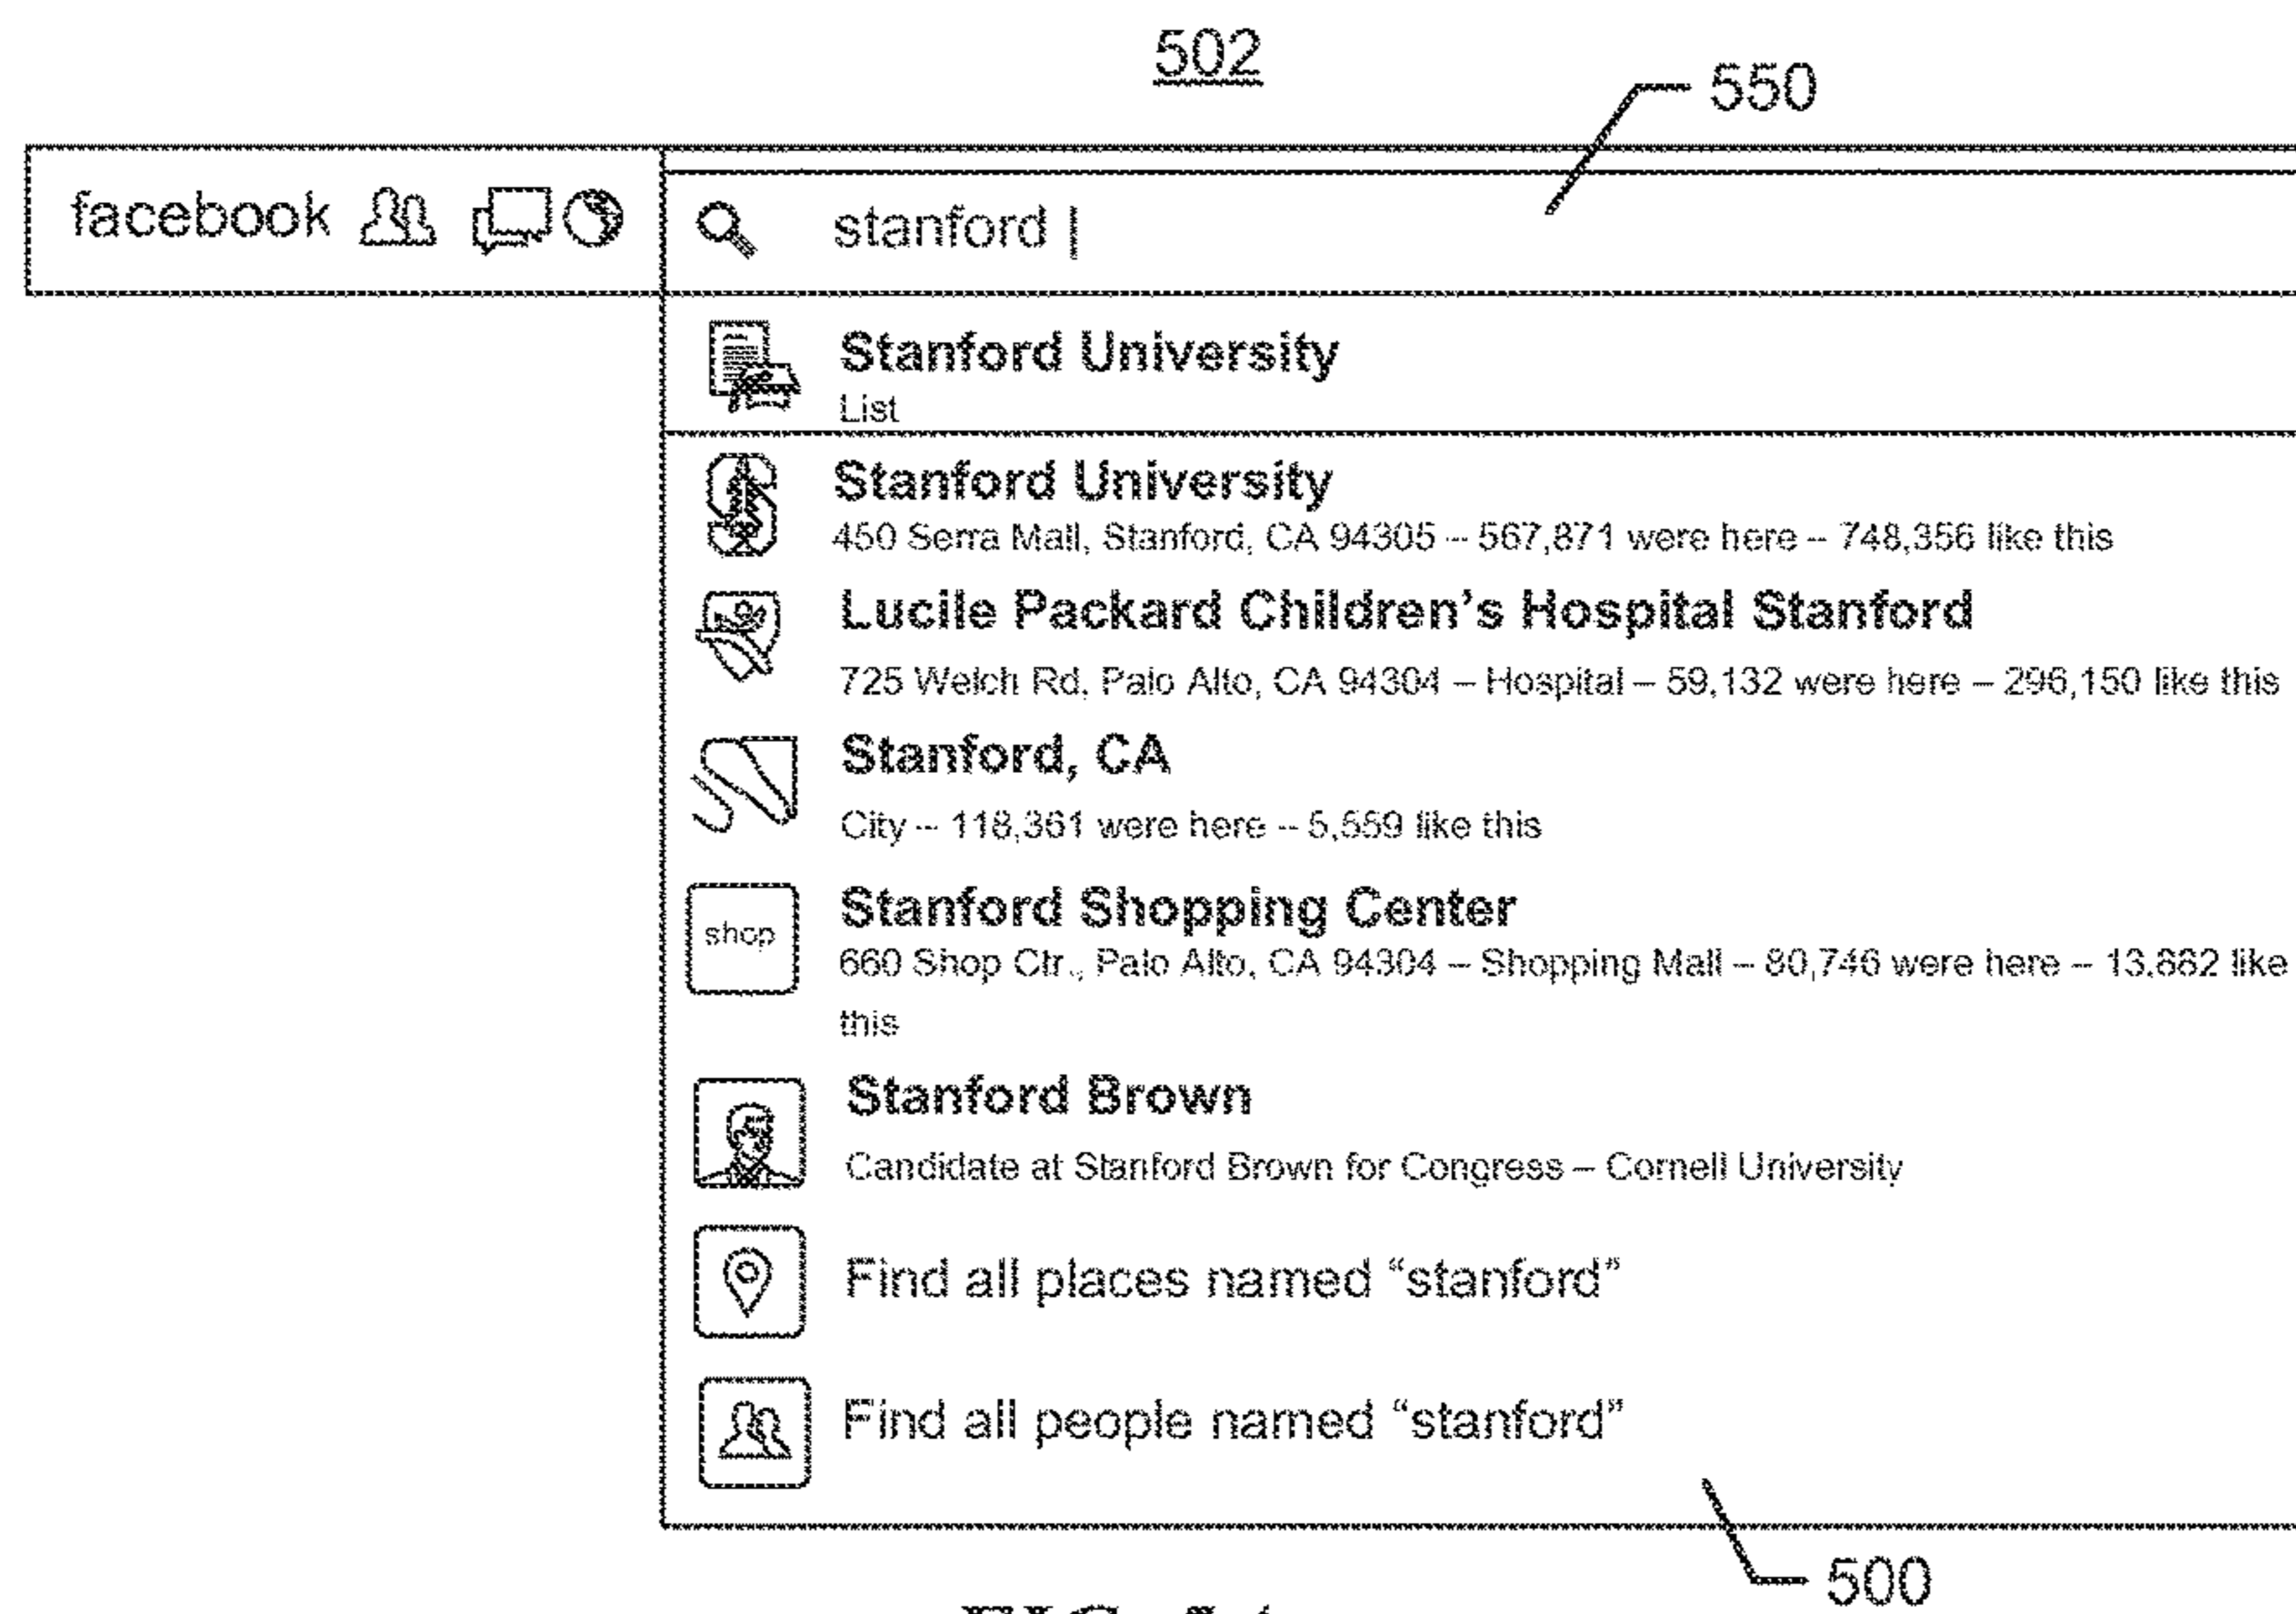 502
550
facebook
stanford
Stanford University
List
Stanford University
450 Serra Mall, Stanford, CA 94305 – 567,871 were here – 748,356 like this
Lucile Packard Children's Hospital Stanford
725 Welch Rd, Palo Alto, CA 94304 – Hospital – 59,132 were here – 296,150 like this
Stanford, CA
City – 118,361 were here – 5,559 like this
Stanford Shopping Center
shop
660 Shop Ctr., Palo Alto, CA 94304 – Shopping Mall – 80,746 were here – 13,882 like
this
Stanford Brown
Candidate at Stanford Brown for Congress – Cornell University
Find all places named “stanford”
Find all people named “stanford”
500